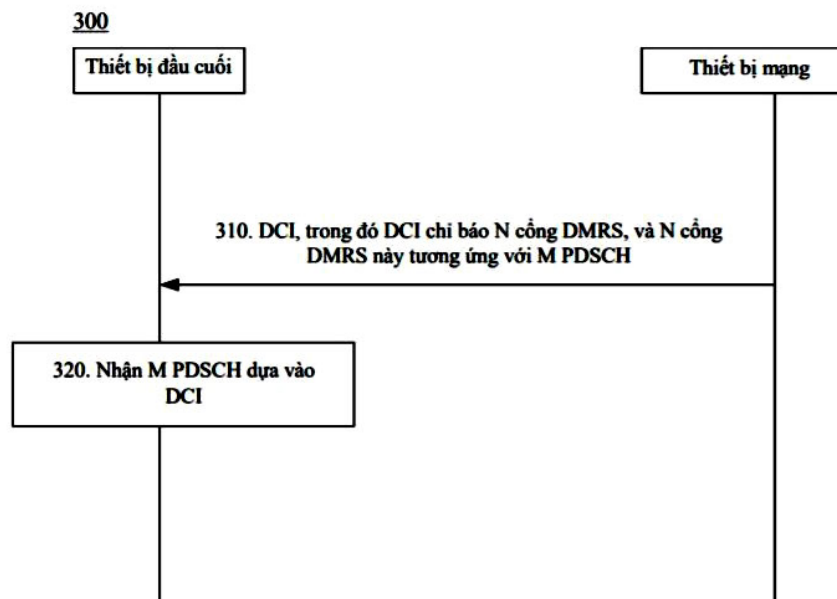 300
Thiết bị đầu cuối
Thiết bị mạng
310. DCI, trong đó DCI chỉ báo N cổng DMRS, và N cổng
DMRS này tương ứng với M PDSCH
320. Nhận M PDSCH dựa vào
DCI